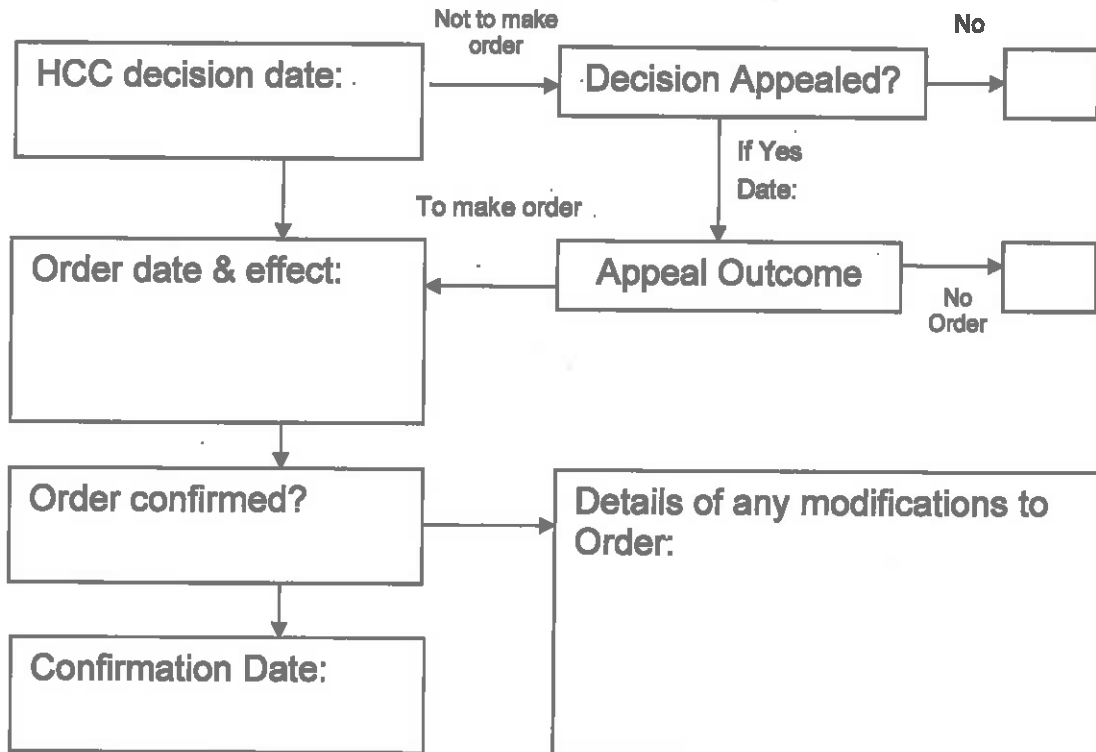 Not to make
order
No
HCC decision date:
Decision Appealed?
If Yes
Date:
To make order
Order date & effect:
Appeal Outcome
No
Order
Order confirmed?
Details of any modifications to
Order:
Confirmation Date: